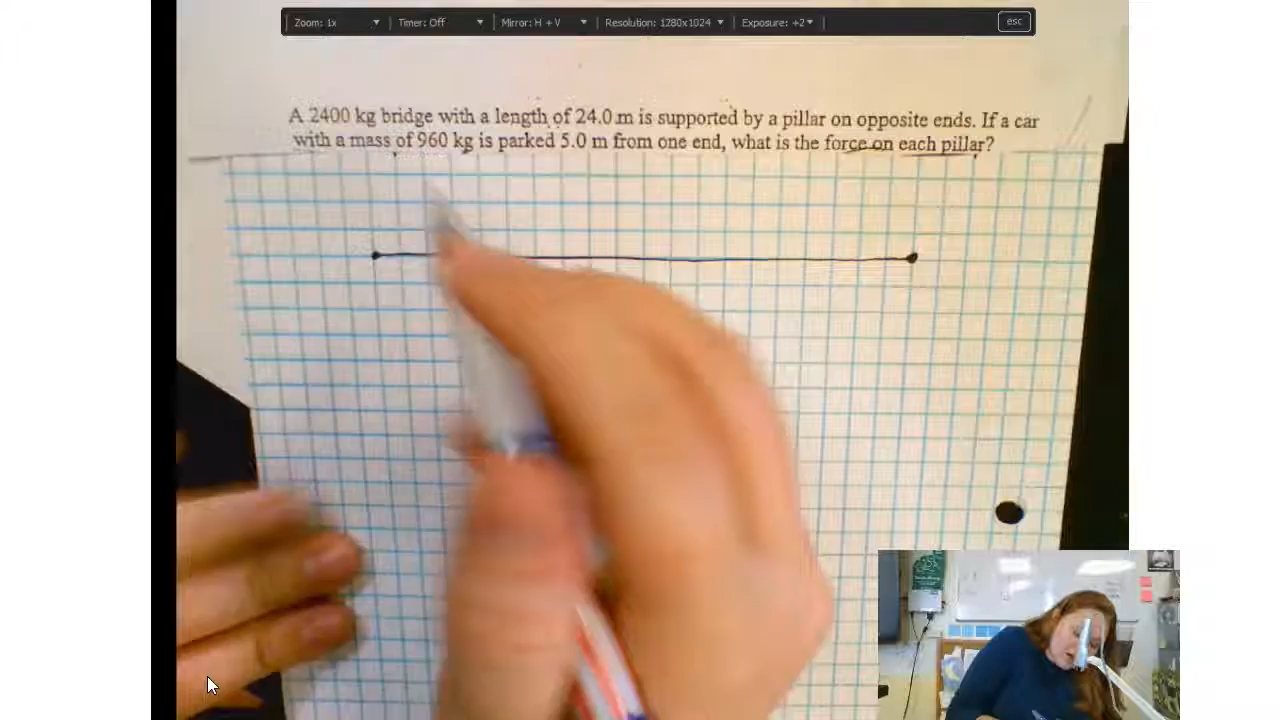 Zoom: 1x Timer: Off Mirror: H + V Resolution: 1280x1024 Exposure: +2 esc
A 2400 kg bridge with a length of 24.0 m is supported by a pillar on opposite ends. If a car
with a mass of 960 kg is parked 5.0 m from one end, what is the force on each pillar?